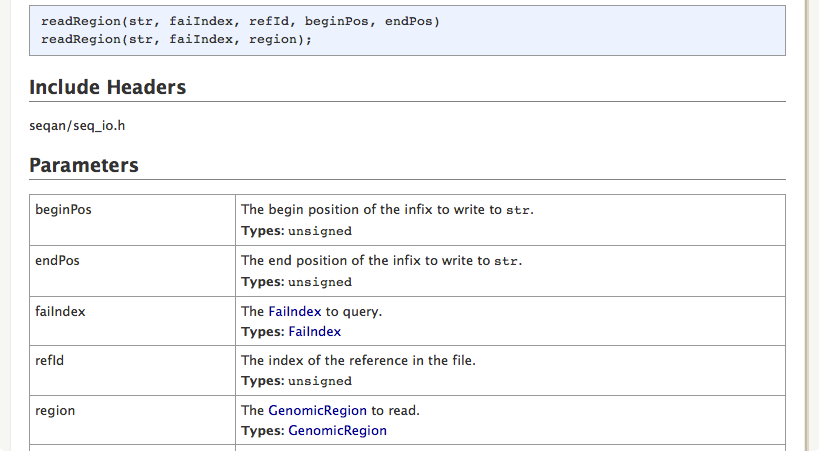 readRegion(str, faiIndex, refId, beginPos, endPos)
readRegion(str, faiIndex, region);
Include Headers
seqan/seq_io.h
Parameters
beginPos
The begin position of the infix to write to str.
Types: unsigned
endPos
The end position of the infix to write to str.
Types: unsigned
faiIndex
The FaiIndex to query.
Types: FaiIndex
refId
The index of the reference in the file.
Types: unsigned
region
The GenomicRegion to read.
Types: GenomicRegion